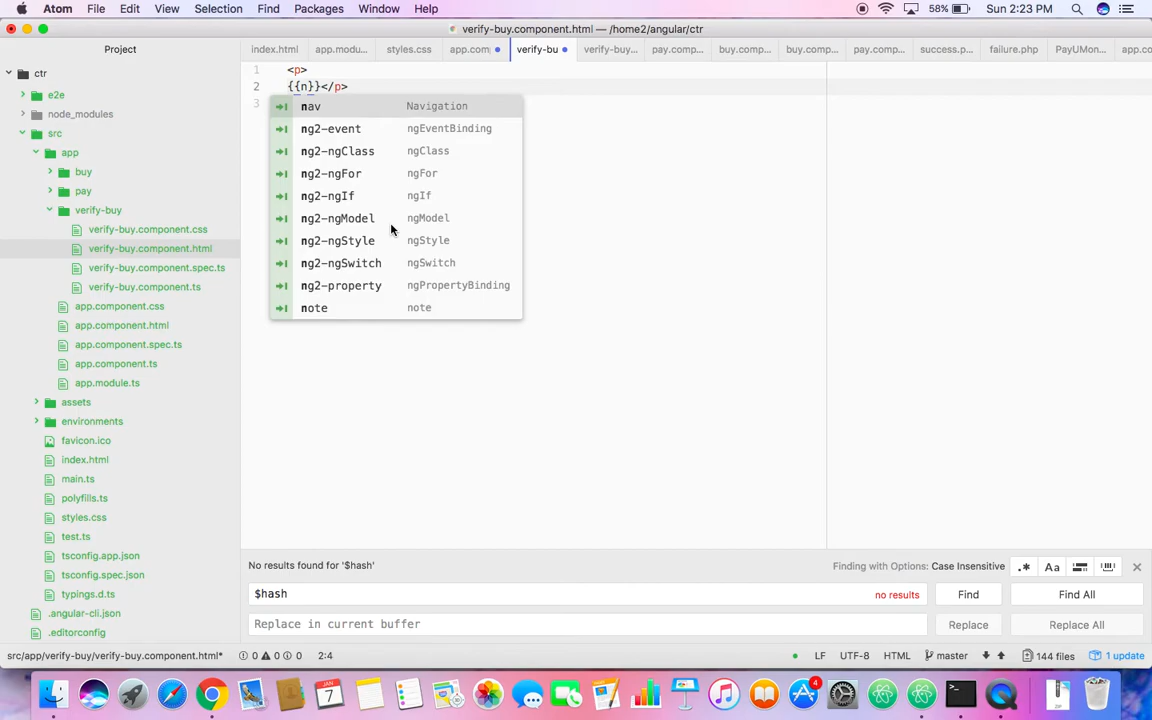 Atom File Edit View Selection Find Packages Window Help 58% Sun 2:23 PM
verify-buy.component.html — /home2/angular/ctr
Project
index.html app.modu... styles.css app.com verify-bu verify-buy... pay.comp... buy.comp... buy.comp... pay.comp... success.p... failure.php PayUMon... app.co
ctr
e2e
node_modules
src
app
buy
pay
verify-buy
verify-buy.component.css
verify-buy.component.html
verify-buy.component.spec.ts
verify-buy.component.ts
app.component.css
app.component.html
app.component.spec.ts
app.component.ts
app.module.ts
assets
environments
favicon.ico
index.html
main.ts
polyfills.ts
styles.css
test.ts
tsconfig.app.json
tsconfig.spec.json
typings.d.ts
.angular-cli.json
.editorconfig
1 <p>
2 {{n}}</p>
3
nav Navigation
ng2-event ngEventBinding
ng2-ngClass ngClass
ng2-ngFor ngFor
ng2-ngIf ngIf
ng2-ngModel ngModel
ng2-ngStyle ngStyle
ng2-ngSwitch ngSwitch
ng2-property ngPropertyBinding
note note
No results found for '$hash' Finding with Options: Case Insensitive .* Aa
$hash no results Find Find All
Replace in current buffer Replace Replace All
src/app/verify-buy/verify-buy.component.html* 0 0 0 2:4 LF UTF-8 HTML master 144 files 1 update
JAN 7 4 ZIP